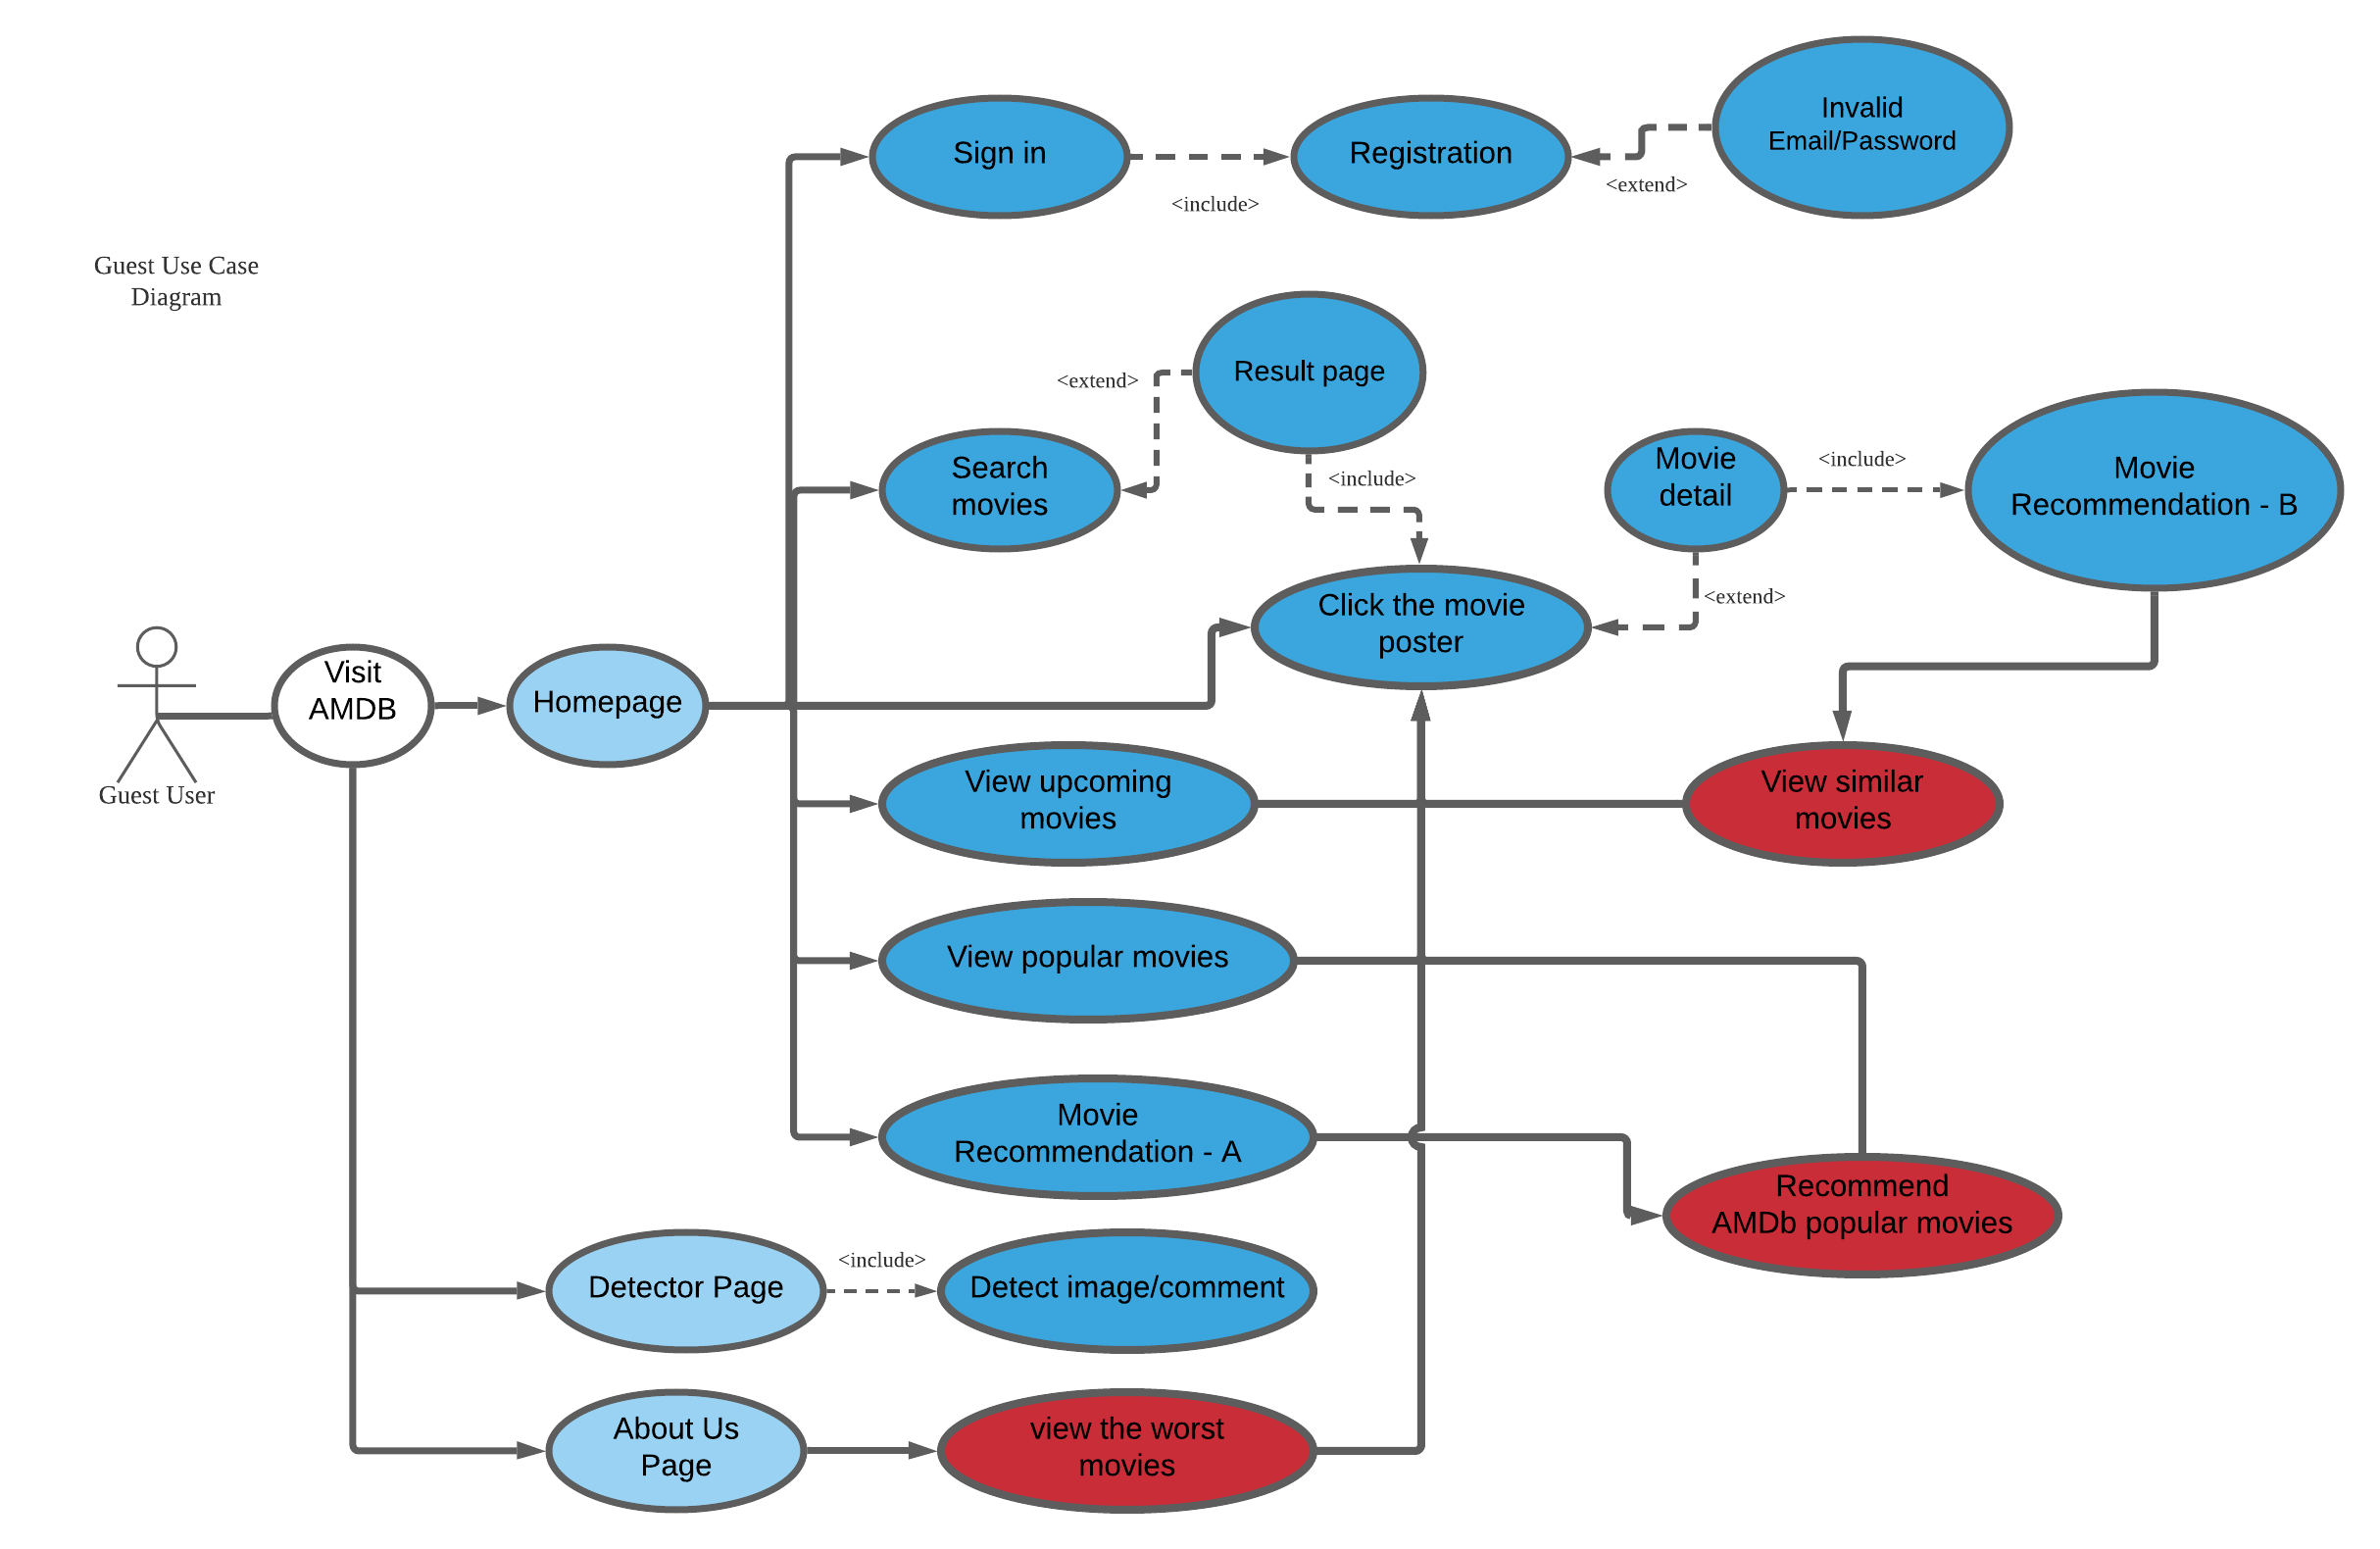 Invalid
Email/Password
Sign in
Registration
<extend>
<include>
Guest Use Case
Diagram
Result page
<extend>
Movie
detail
<include>
Search
movies
<include>
Movie
Recommendation - B
Click the movie
poster
<extend>
Visit
AMDB
Homepage
Guest User
View upcoming
movies
View similar
movies
View popular movies
Movie
Recommendation - A
Recommend
AMDb popular movies
Detector Page
<include>
Detect image/comment
About Us
Page
view the worst
movies